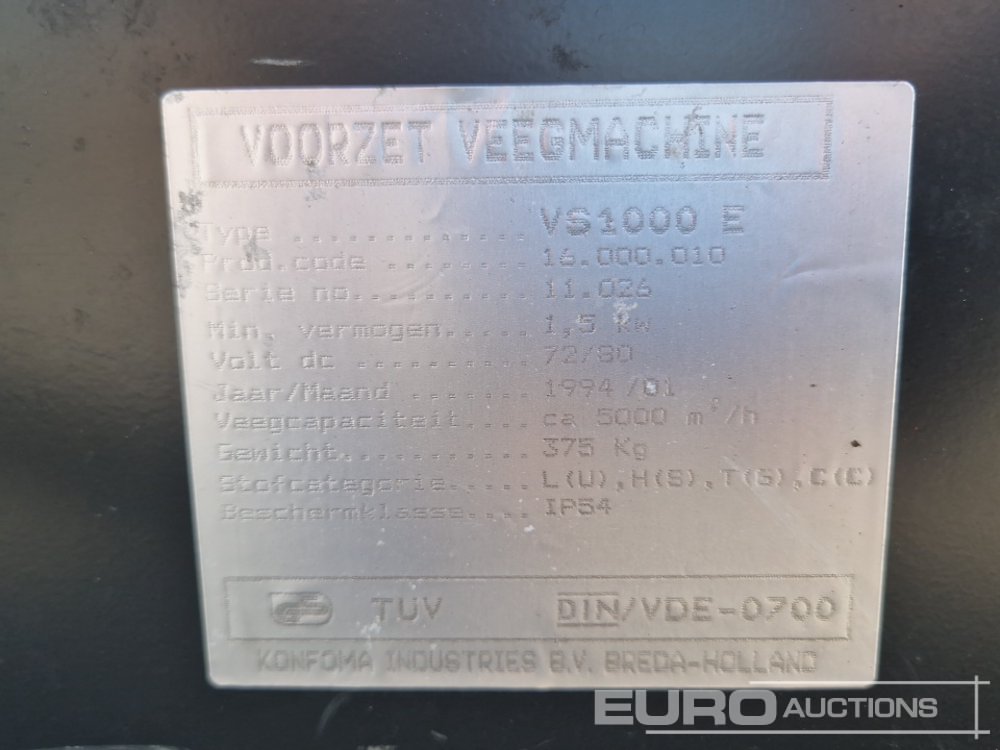 VOORZET VEEGMACHINE
Type .............. VS1000 E
Prod.code ......... 16.000.010
Serie no........... 11.026
Min. vermogen..... 1,5 kw
Volt dc ........... 72/80
Jaar/Maand ....... 1994/01
Veegcapaciteit.... ca 5000 m²/h
Gewicht............ 375 Kg
Stofcategorie..... L(U),H(S),T(G),C(C)
Beschermklasse.... IP54
TUV DIN/VDE-0700
KONFOMA INDUSTRIES B.V. BREDA-HOLLAND
EURO AUCTIONS